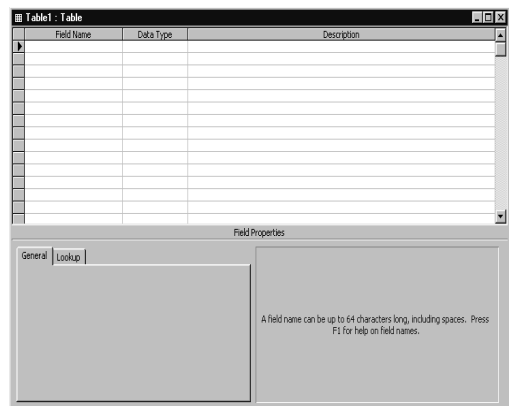 Table1 : Table
Field Name Data Type Description
Field Properties
General Lookup
A field name can be up to 64 characters long, including spaces. Press
F1 for help on field names.